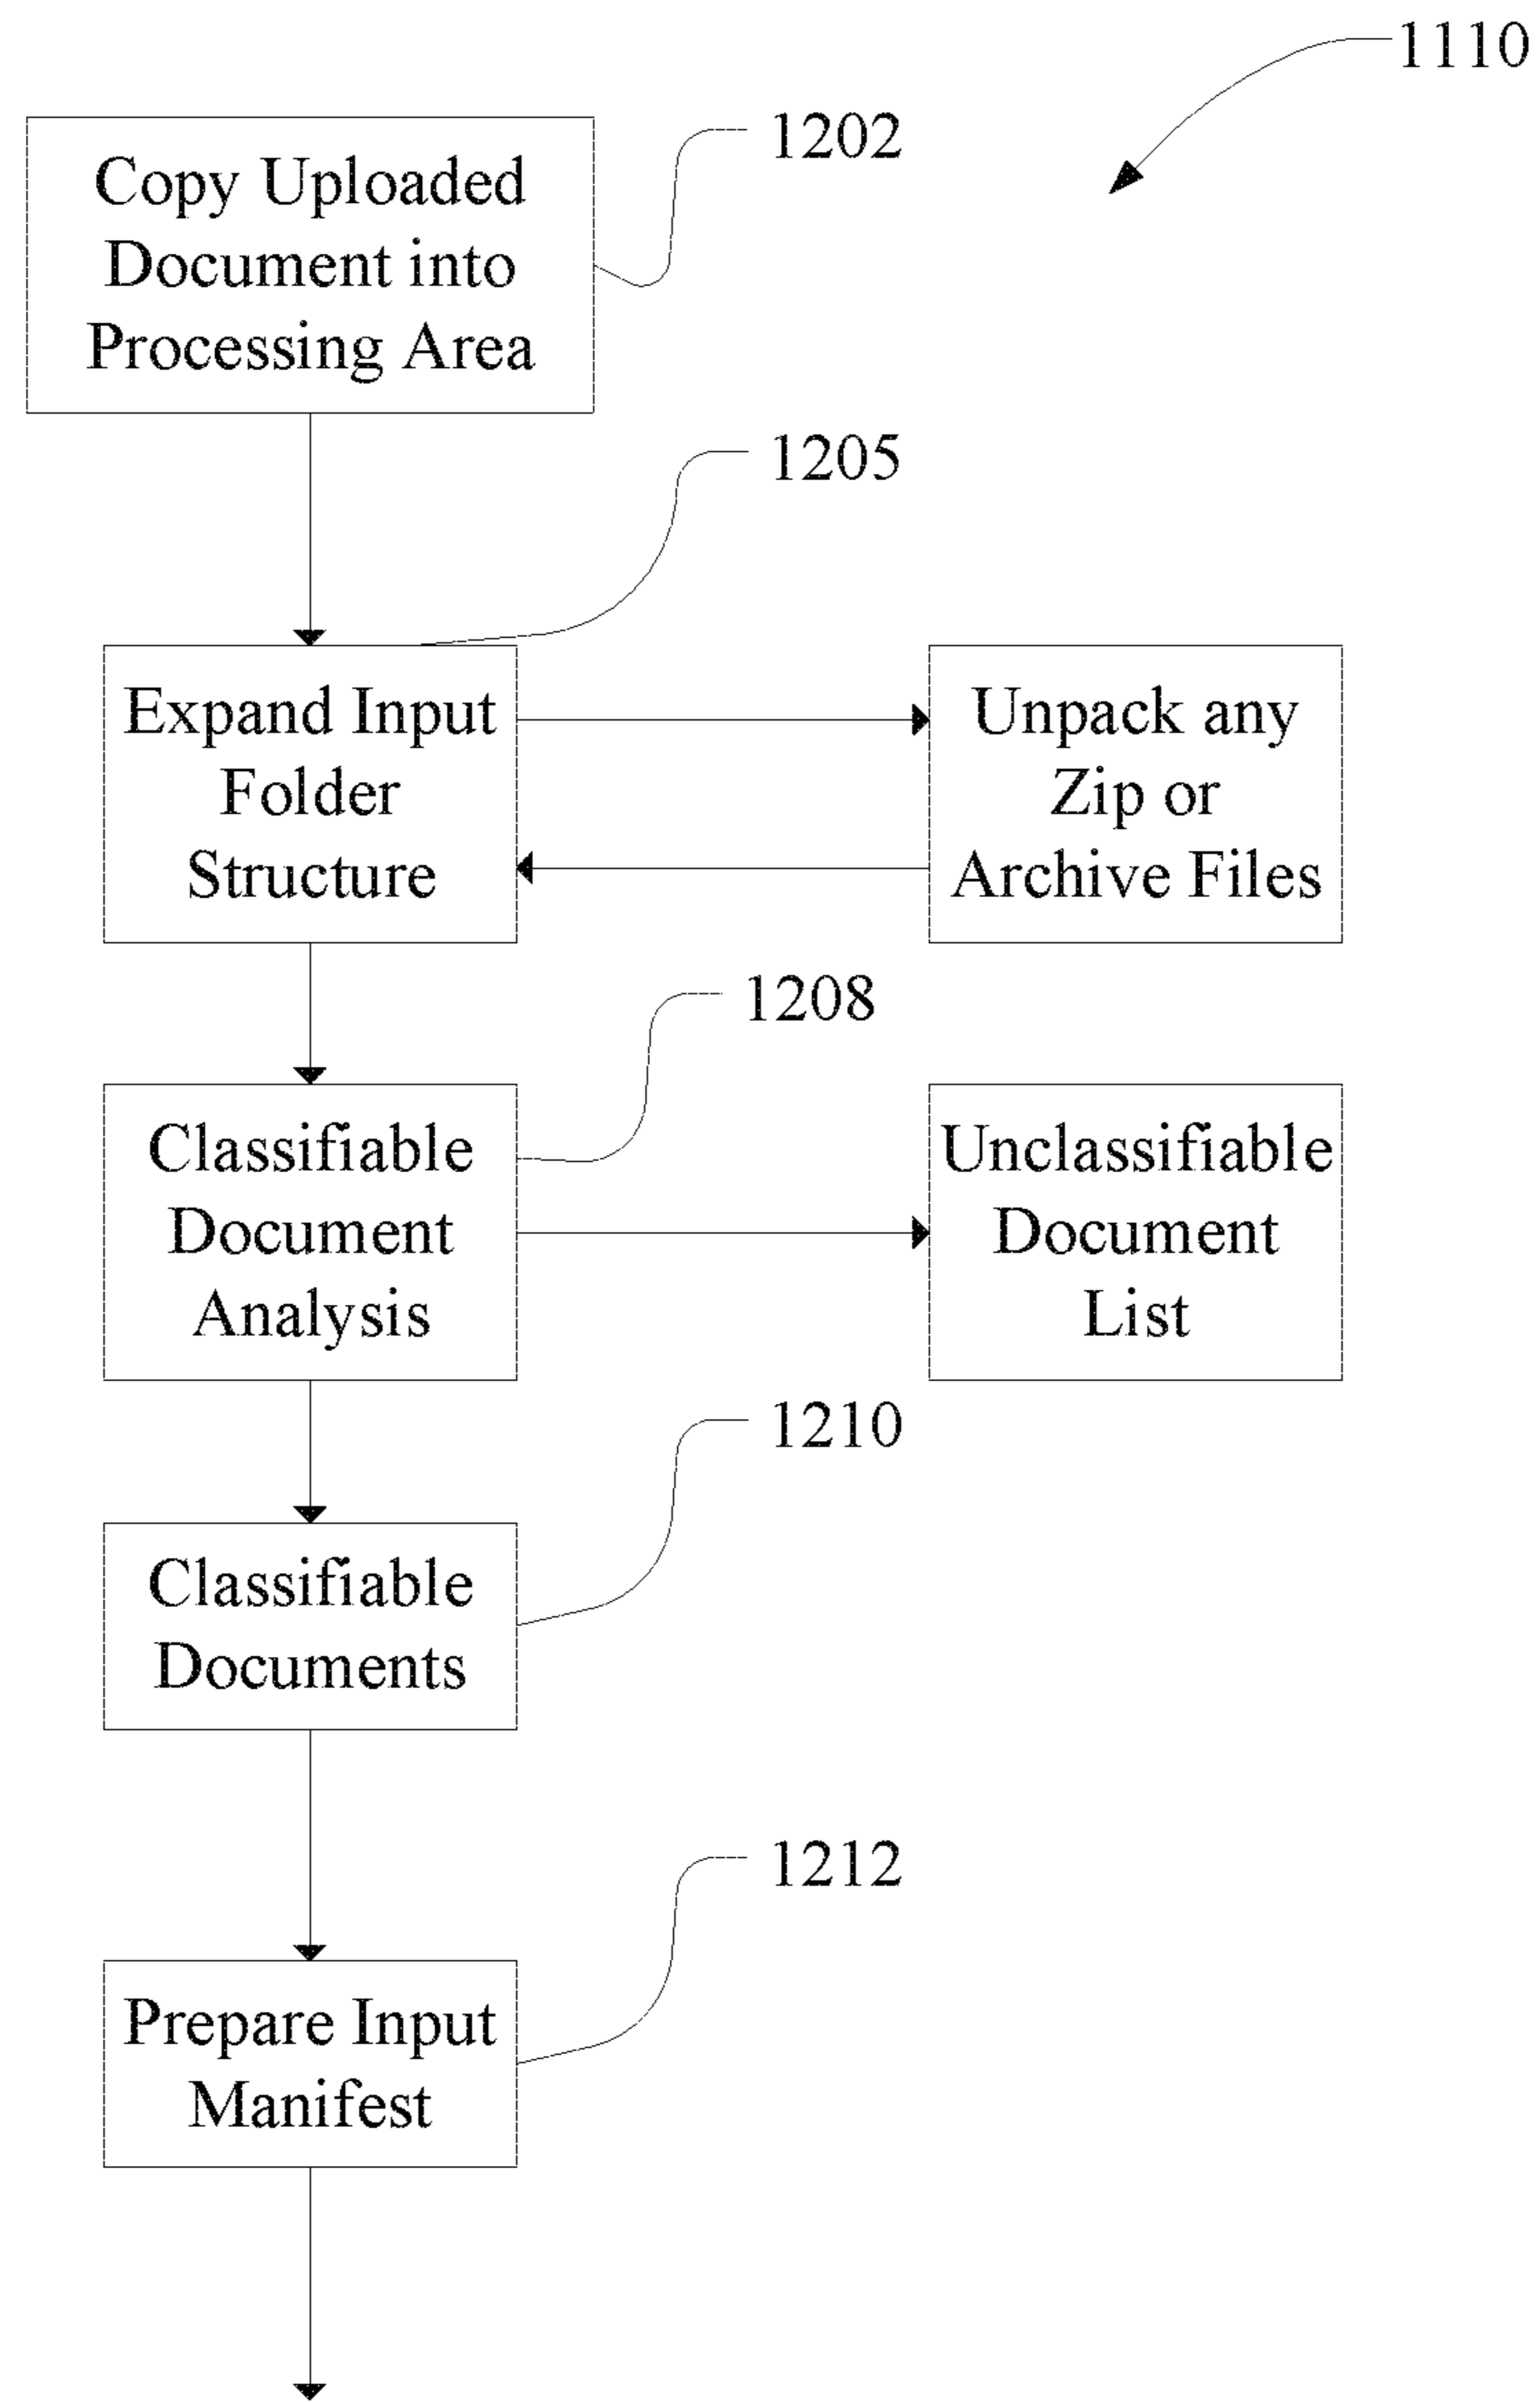 1110
1202
Copy Uploaded
Document into
Processing Area
1205
Expand Input
Folder
Structure
Unpack any
Zip or
Archive Files
1208
Classifiable
Document
Analysis
Unclassifiable
Document
List
1210
Classifiable
Documents
1212
Prepare Input
Manifest